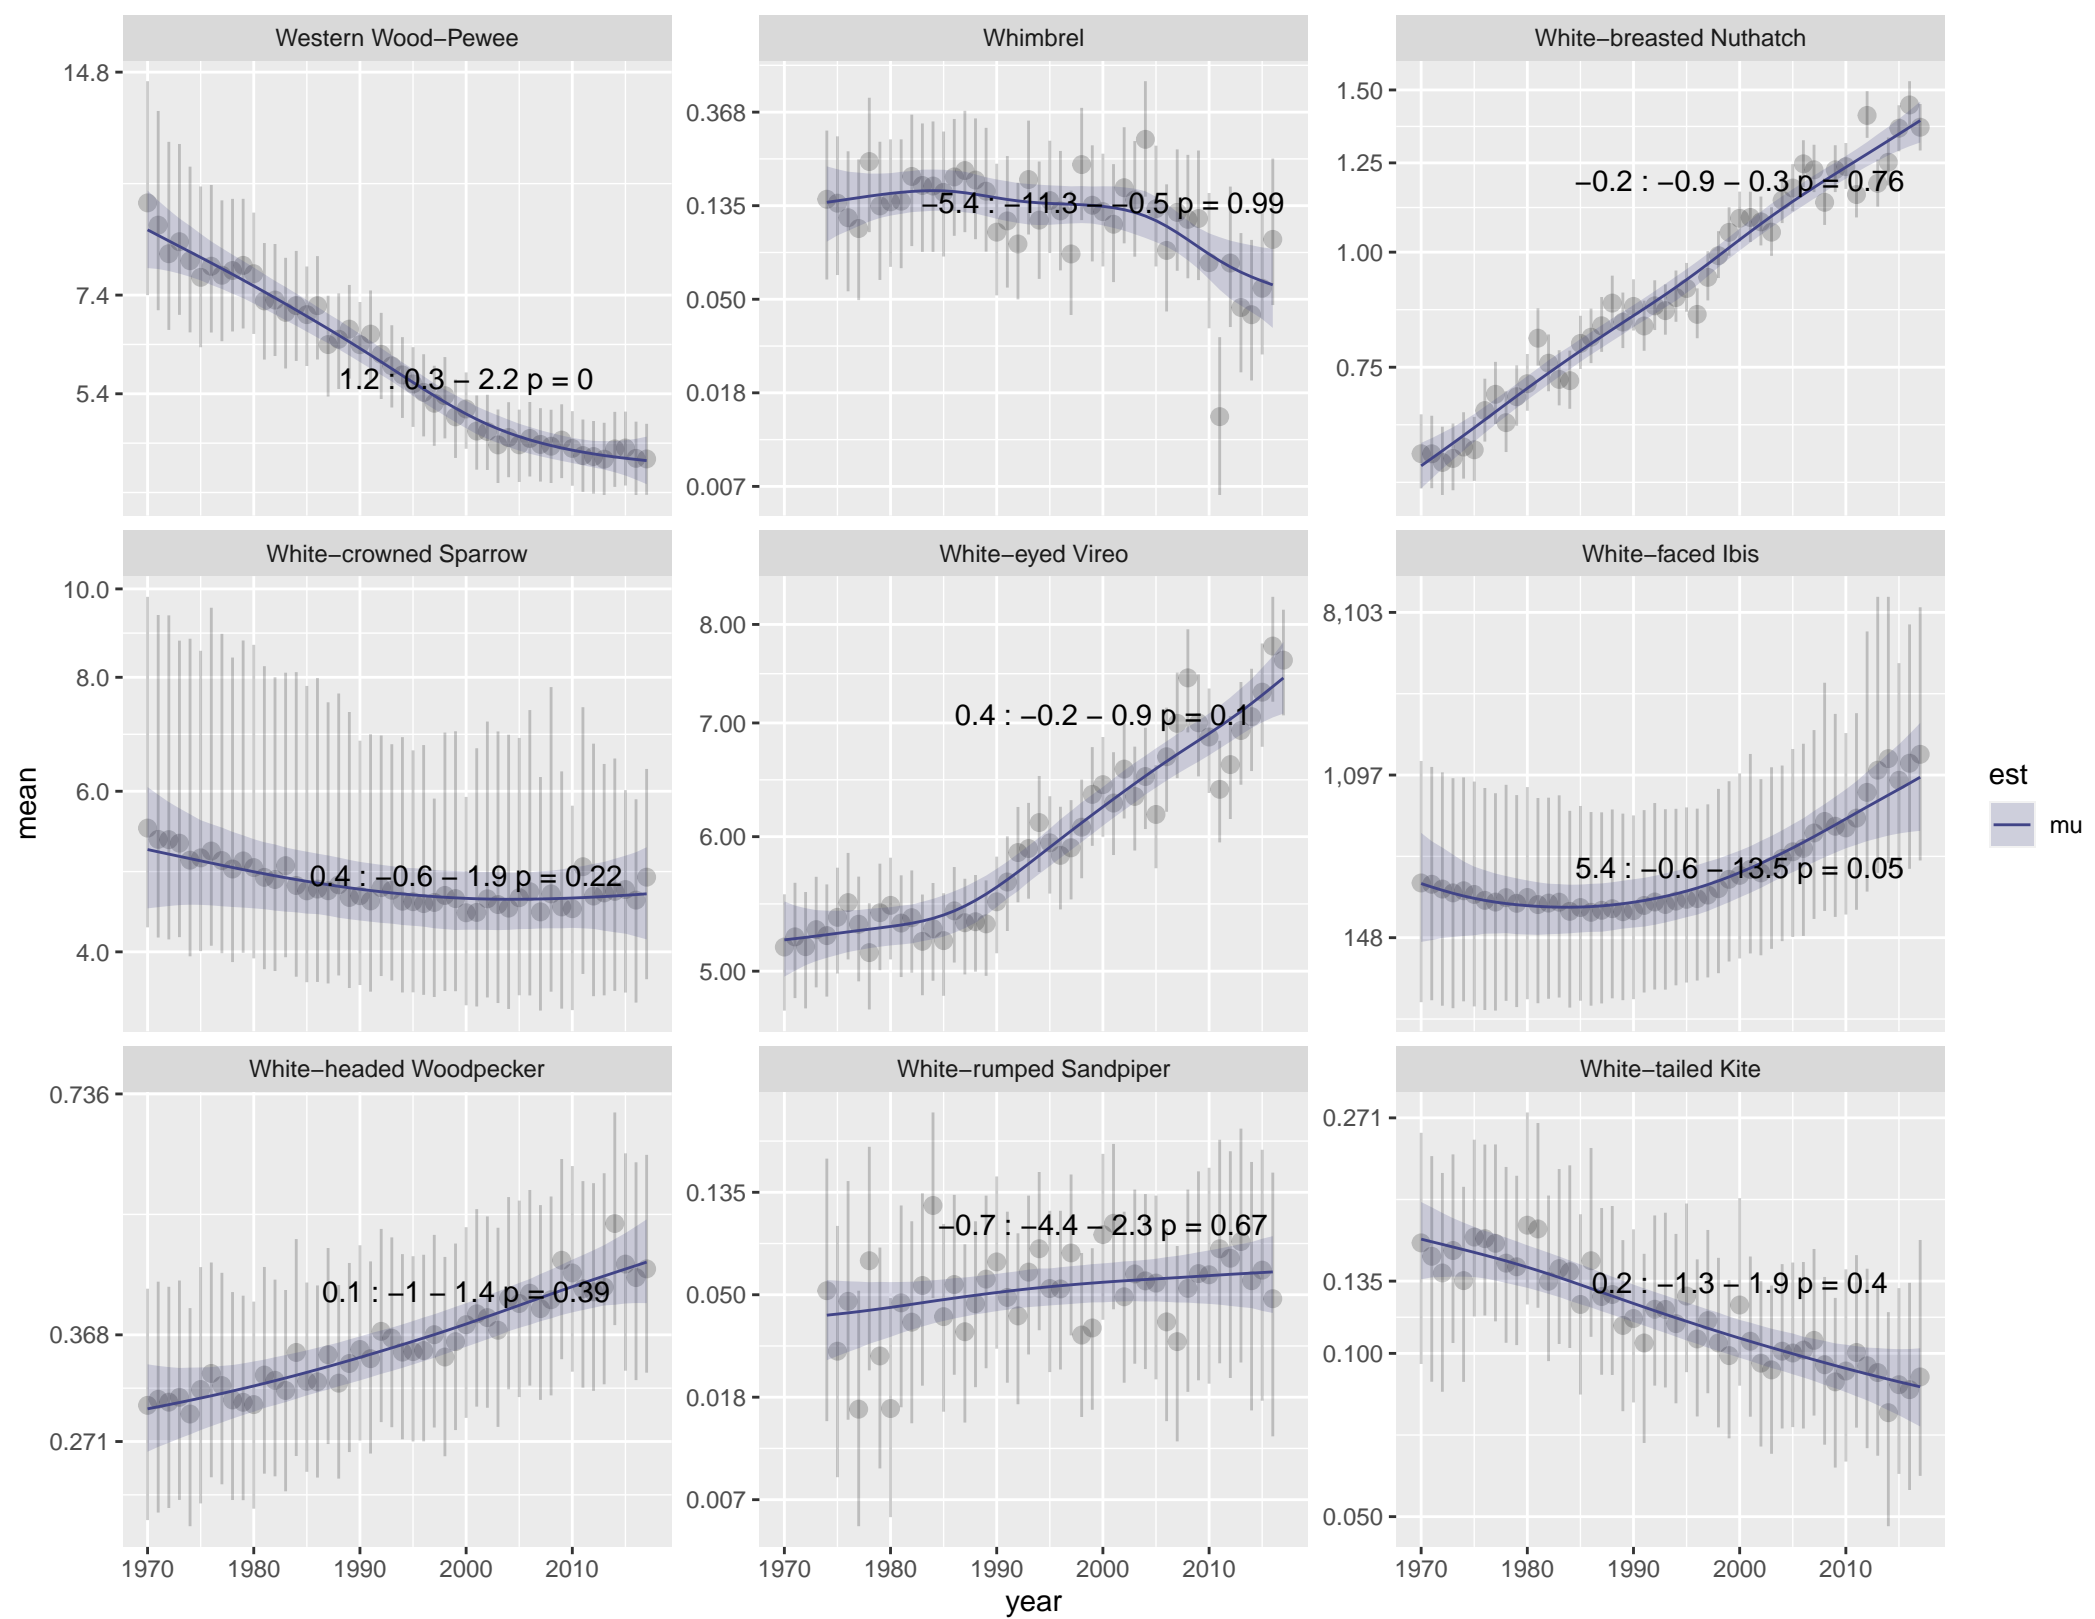 Western Wood−Pewee
Whimbrel
White−breasted Nuthatch
14.8
7.4
5.4
1.2 : 0.3 − 2.2 p = 0
0.368
0.135
0.050
0.018
0.007
−5.4 : −11.3 − −0.5 p = 0.99
1.50
1.25
1.00
0.75
−0.2 : −0.9 − 0.3 p = 0.76
White−crowned Sparrow
White−eyed Vireo
White−faced Ibis
10.0
8.0
6.0
4.0
0.4 : −0.6 − 1.9 p = 0.22
8.00
7.00
6.00
5.00
0.4 : −0.2 − 0.9 p = 0.1
8,103
1,097
148
5.4 : −0.6 − 13.5 p = 0.05
White−headed Woodpecker
White−rumped Sandpiper
White−tailed Kite
0.736
0.368
0.271
0.1 : −1 − 1.4 p = 0.39
0.135
0.050
0.018
0.007
−0.7 : −4.4 − 2.3 p = 0.67
0.271
0.135
0.100
0.050
0.2 : −1.3 − 1.9 p = 0.4
1970 1980 1990 2000 2010
1970 1980 1990 2000 2010
1970 1980 1990 2000 2010
year
mean
est
mu